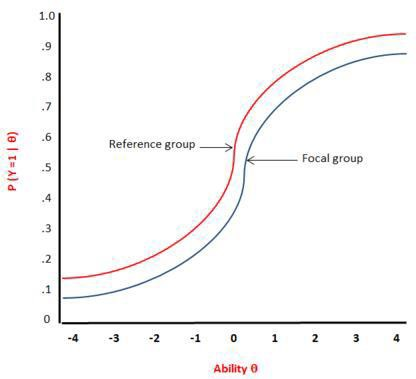 1.0
.9
.8
.7
.6
.5
.4
.3
.2
.1
0
P (Y =1 | θ)
Reference group
Focal group
-4 -3 -2 -1 0 1 2 3 4
Ability θ